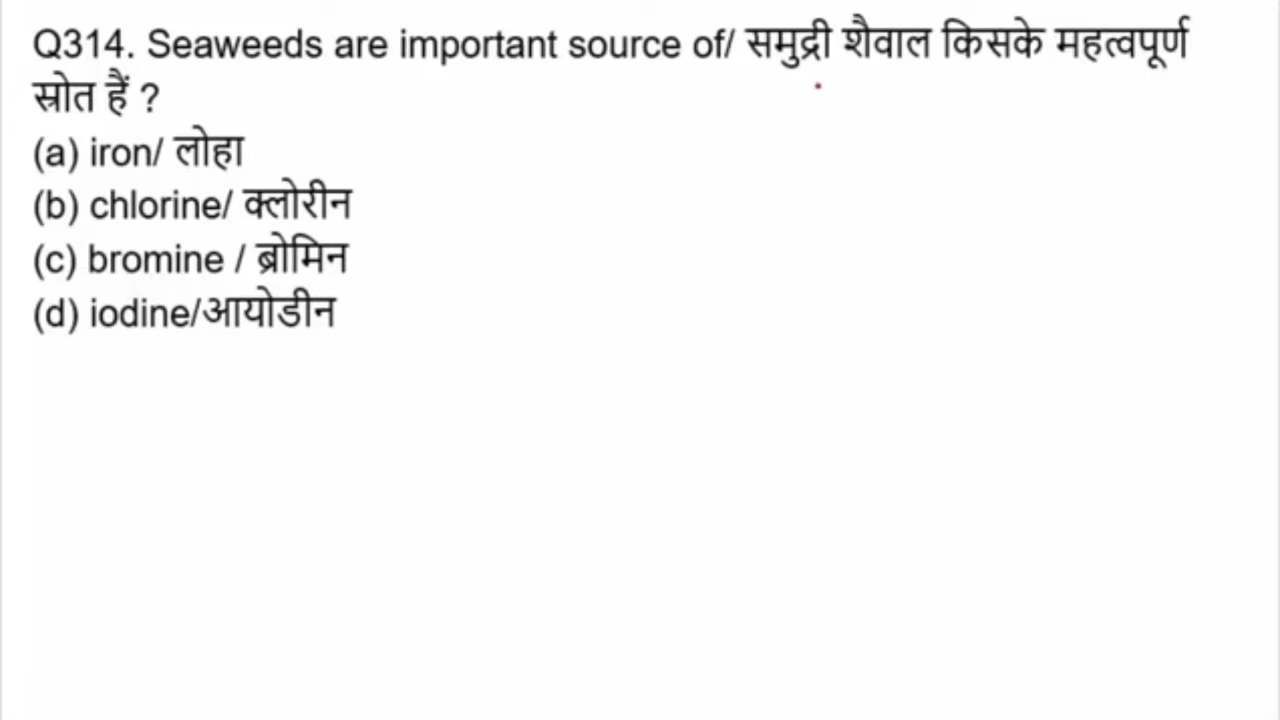 Q314. Seaweeds are important source of/ समुद्री शैवाल किसके महत्वपूर्ण
स्रोत हैं ?
(a) iron/ लोहा
(b) chlorine/ क्लोरीन
(c) bromine / ब्रोमिन
(d) iodine/आयोडीन